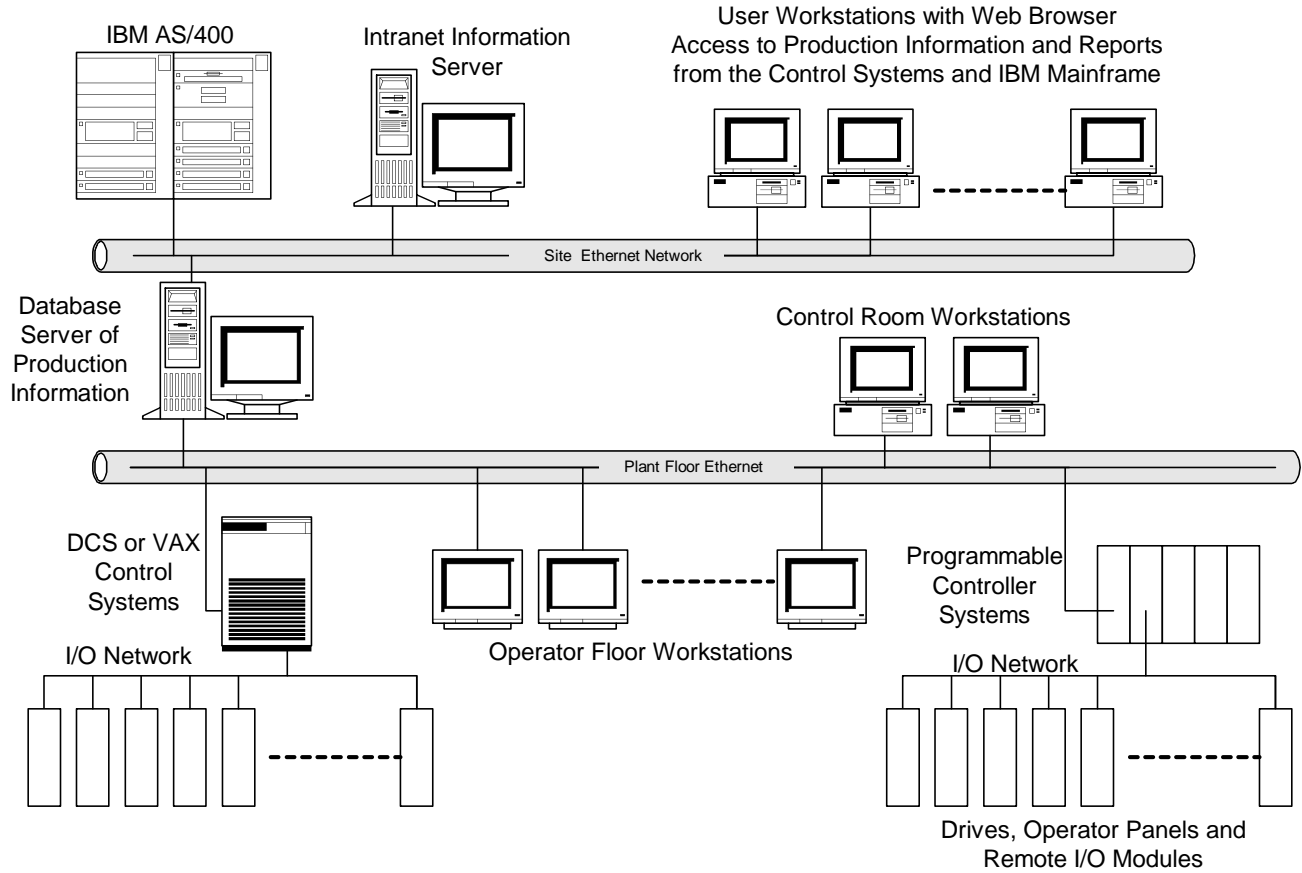 IBM AS/400
Intranet Information
Server
User Workstations with Web Browser
Access to Production Information and Reports
from the Control Systems and IBM Mainframe
Site Ethernet Network
Database
Server of
Production
Information
Control Room Workstations
Plant Floor Ethernet
DCS or VAX
Control
Systems
Programmable
Controller
Systems
Operator Floor Workstations
I/O Network
I/O Network
Drives, Operator Panels and
Remote I/O Modules